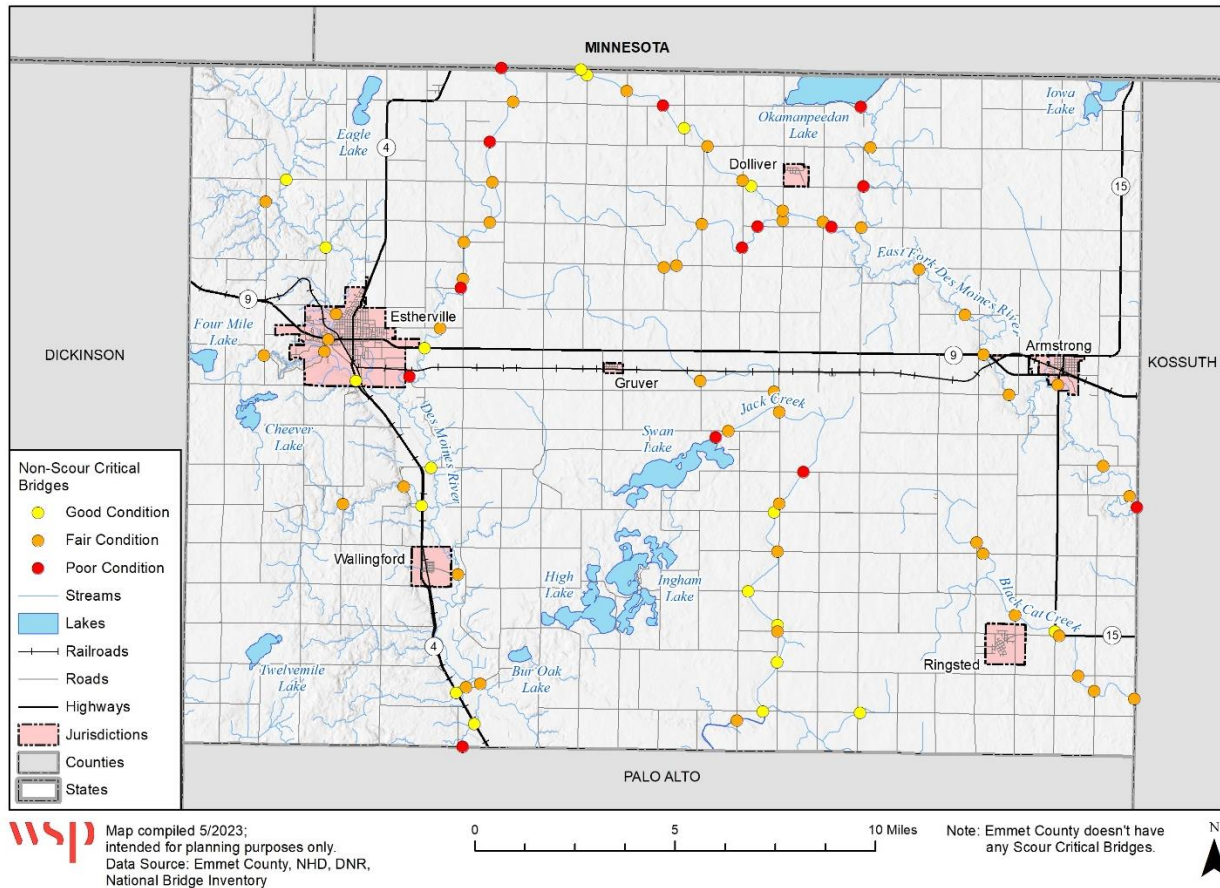 MINNESOTA
Eagle
Lake
4
Okamanpeedan
Lake
Iowa
Lake
Dolliver
15
East Fork Des Moines
River
9
Estherville
Four Mile
Lake
DICKINSON
9
Armstrong
KOSSUTH
Gruver
Jack Creek
Cheever
Lake
Des Moines
River
Swan
Lake
Non-Scour Critical
Bridges
Good Condition
Fair Condition
Poor Condition
Streams
Lakes
Railroads
Roads
Highways
Jurisdictions
Counties
States
Wallingford
High
Lake
Ingham
Lake
Black Cat Creek
Ringsted
15
4
Twelvemile
Lake
Bur Oak
Lake
PALO ALTO
wsp
Map compiled 5/2023;
intended for planning purposes only.
Data Source: Emmet County, NHD, DNR,
National Bridge Inventory
0 5 10 Miles
Note: Emmet County doesn't have
any Scour Critical Bridges.
N